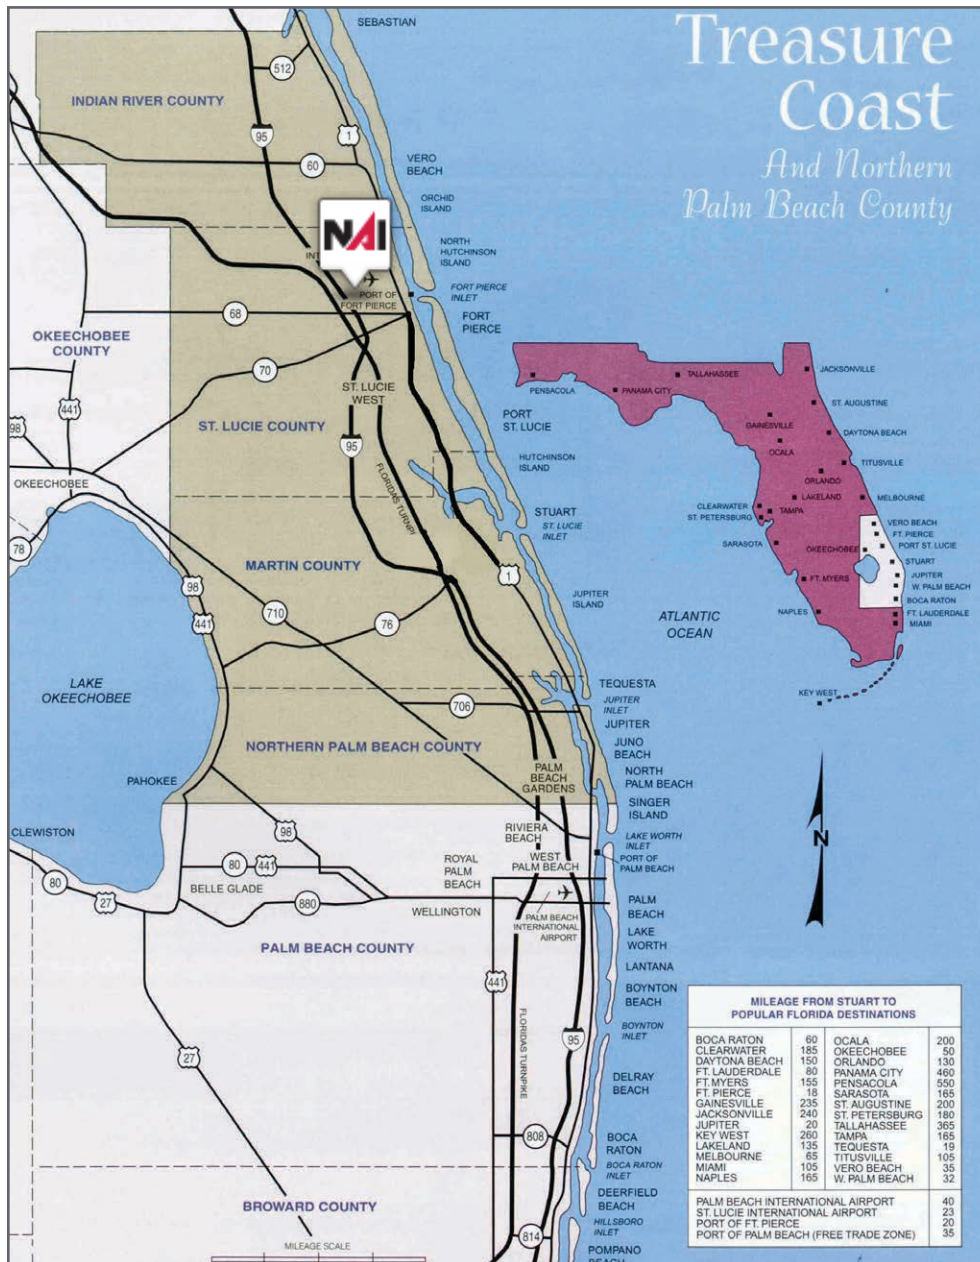 Treasure
Coast
And Northern
Palm Beach County
SEBASTIAN
512
INDIAN RIVER COUNTY
95
1
60
VERO
BEACH
ORCHID
ISLAND
NAI
NORTH
HUTCHINSON
ISLAND
INT
PORT OF
FORT PIERCE
FORT PIERCE
INLET
68
FORT
PIERCE
OKEECHOBEE
COUNTY
70
ST. LUCIE
WEST
441
98
ST. LUCIE COUNTY
95
PORT
ST. LUCIE
FLORIDAS TURNPI
HUTCHINSON
ISLAND
OKEECHOBEE
STUART
ST. LUCIE
INLET
78
MARTIN COUNTY
1
98
441
710
76
JUPITER
ISLAND
LAKE
OKEECHOBEE
TEQUESTA
706
JUPITER
INLET
JUPITER
NORTHERN PALM BEACH COUNTY
JUNO
BEACH
PAHOKEE
PALM
BEACH
GARDENS
NORTH
PALM BEACH
SINGER
ISLAND
CLEWISTON
98
RIVIERA
BEACH
LAKE WORTH
INLET
80
441
ROYAL
PALM
BEACH
WEST
PALM BEACH
PORT OF
PALM BEACH
80
27
BELLE GLADE
880
WELLINGTON
PALM BEACH
INTERNATIONAL
AIRPORT
PALM
BEACH
LAKE
WORTH
PALM BEACH COUNTY
LANTANA
441
BOYNTON
BEACH
FLORIDAS TURNPIKE
95
BOYNTON
INLET
27
DELRAY
BEACH
808
BOCA
RATON
BOCA RATON
INLET
BROWARD COUNTY
DEERFIELD
BEACH
814
HILLSBORO
INLET
MILEAGE SCALE
POMPANO
BEACH
PENSACOLA
PANAMA CITY
TALLAHASSEE
JACKSONVILLE
ST. AUGUSTINE
GAINESVILLE
DAYTONA BEACH
OCALA
TITUSVILLE
ORLANDO
LAKELAND
MELBOURNE
CLEARWATER
TAMPA
ST. PETERSBURG
VERO BEACH
FT. PIERCE
SARASOTA
PORT ST. LUCIE
OKEECHOBEE
STUART
FT. MYERS
JUPITER
W. PALM BEACH
BOCA RATON
NAPLES
FT. LAUDERDALE
MIAMI
ATLANTIC
OCEAN
KEY WEST
N
MILEAGE FROM STUART TO
POPULAR FLORIDA DESTINATIONS
BOCA RATON 60 OCALA 200
CLEARWATER 185 OKEECHOBEE 50
DAYTONA BEACH 150 ORLANDO 130
FT. LAUDERDALE 80 PANAMA CITY 460
FT.MYERS 155 PENSACOLA 550
FT. PIERCE 18 SARASOTA 165
GAINESVILLE 235 ST. AUGUSTINE 200
JACKSONVILLE 240 ST. PETERSBURG 180
JUPITER 20 TALLAHASSEE 365
KEY WEST 260 TAMPA 165
LAKELAND 135 TEQUESTA 19
MELBOURNE 65 TITUSVILLE 105
MIAMI 105 VERO BEACH 35
NAPLES 165 W. PALM BEACH 32
PALM BEACH INTERNATIONAL AIRPORT 40
ST. LUCIE INTERNATIONAL AIRPORT 23
PORT OF FT. PIERCE 20
PORT OF PALM BEACH (FREE TRADE ZONE) 35